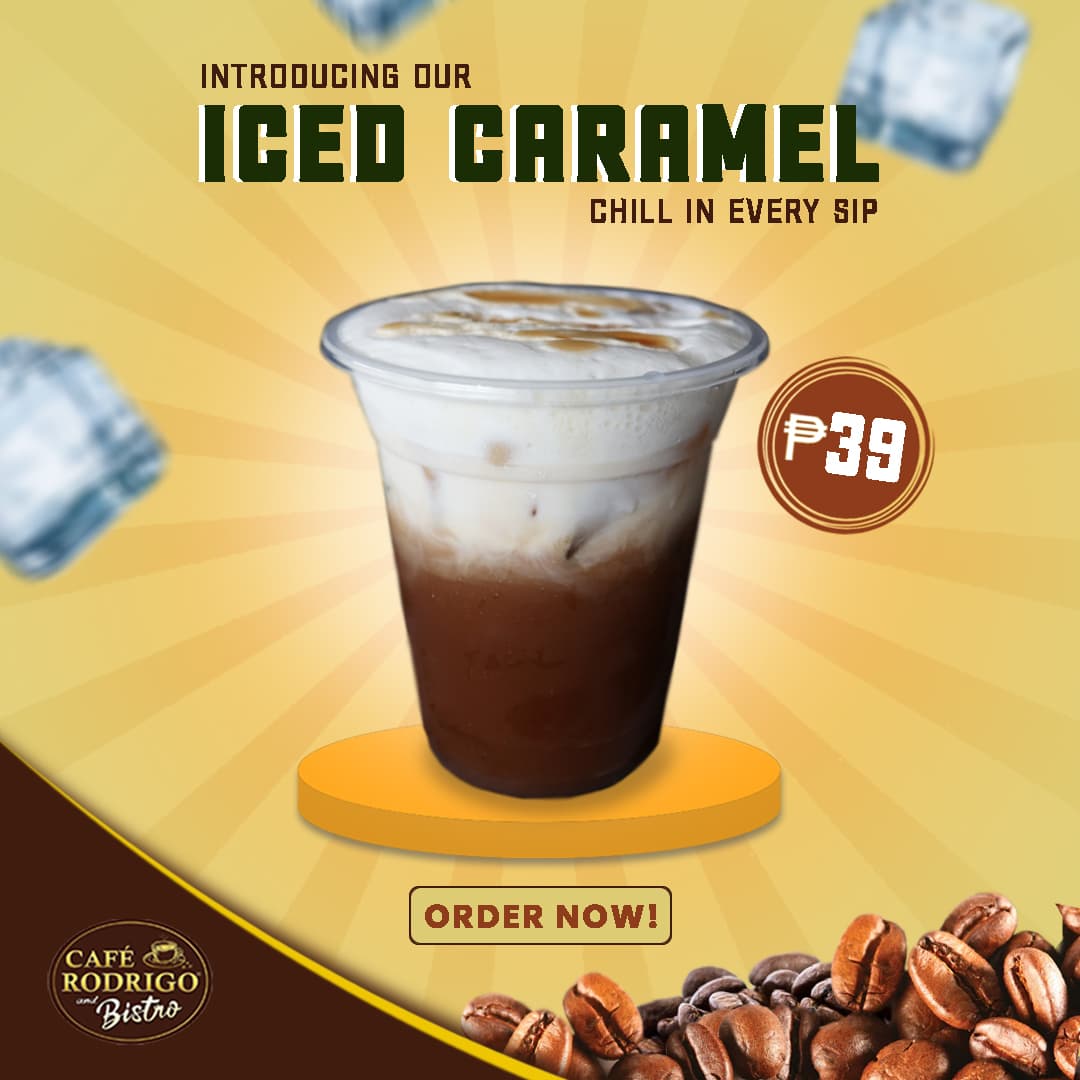 INTRODUCING OUR
ICED CARAMEL
CHILL IN EVERY SIP
₱39
ORDER NOW!
CAFÉ
RODRIGO
and
Bistro